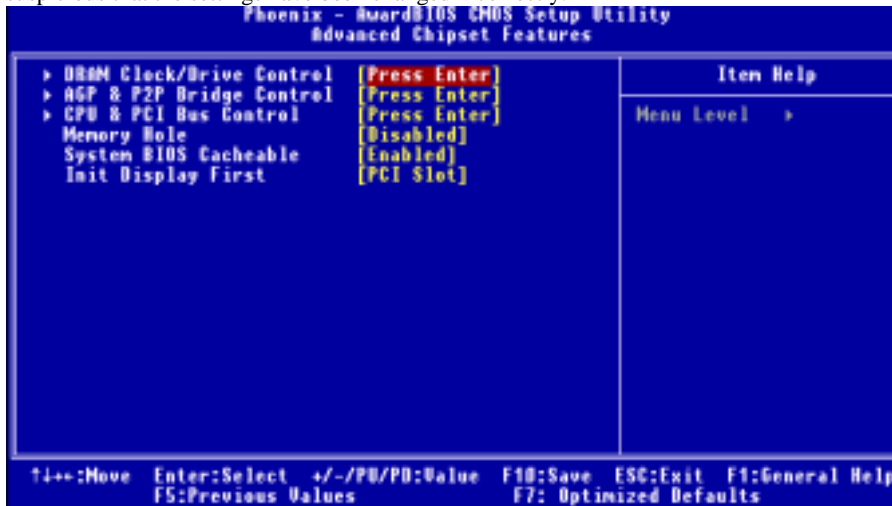 Phoenix - AwardBIOS CMOS Setup Utility
Advanced Chipset Features
DRAM Clock/Drive Control [Press Enter]
AGP & P2P Bridge Control [Press Enter]
CPU & PCI Bus Control [Press Enter]
Memory Hole [Disabled]
System BIOS Cacheable [Enabled]
Init Display First [PCI Slot]
Item Help
Menu Level
↑↓→←:Move Enter:Select +/-/PU/PD:Value F10:Save ESC:Exit F1:General Help
F5:Previous Values F7: Optimized Defaults